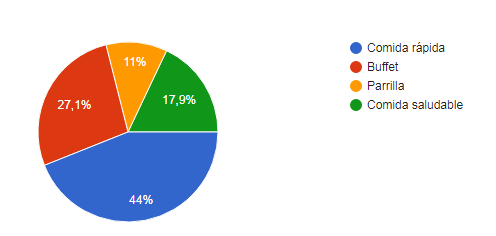 11%
17,9%
27,1%
44%
Comida rápida
Buffet
Parrilla
Comida saludable